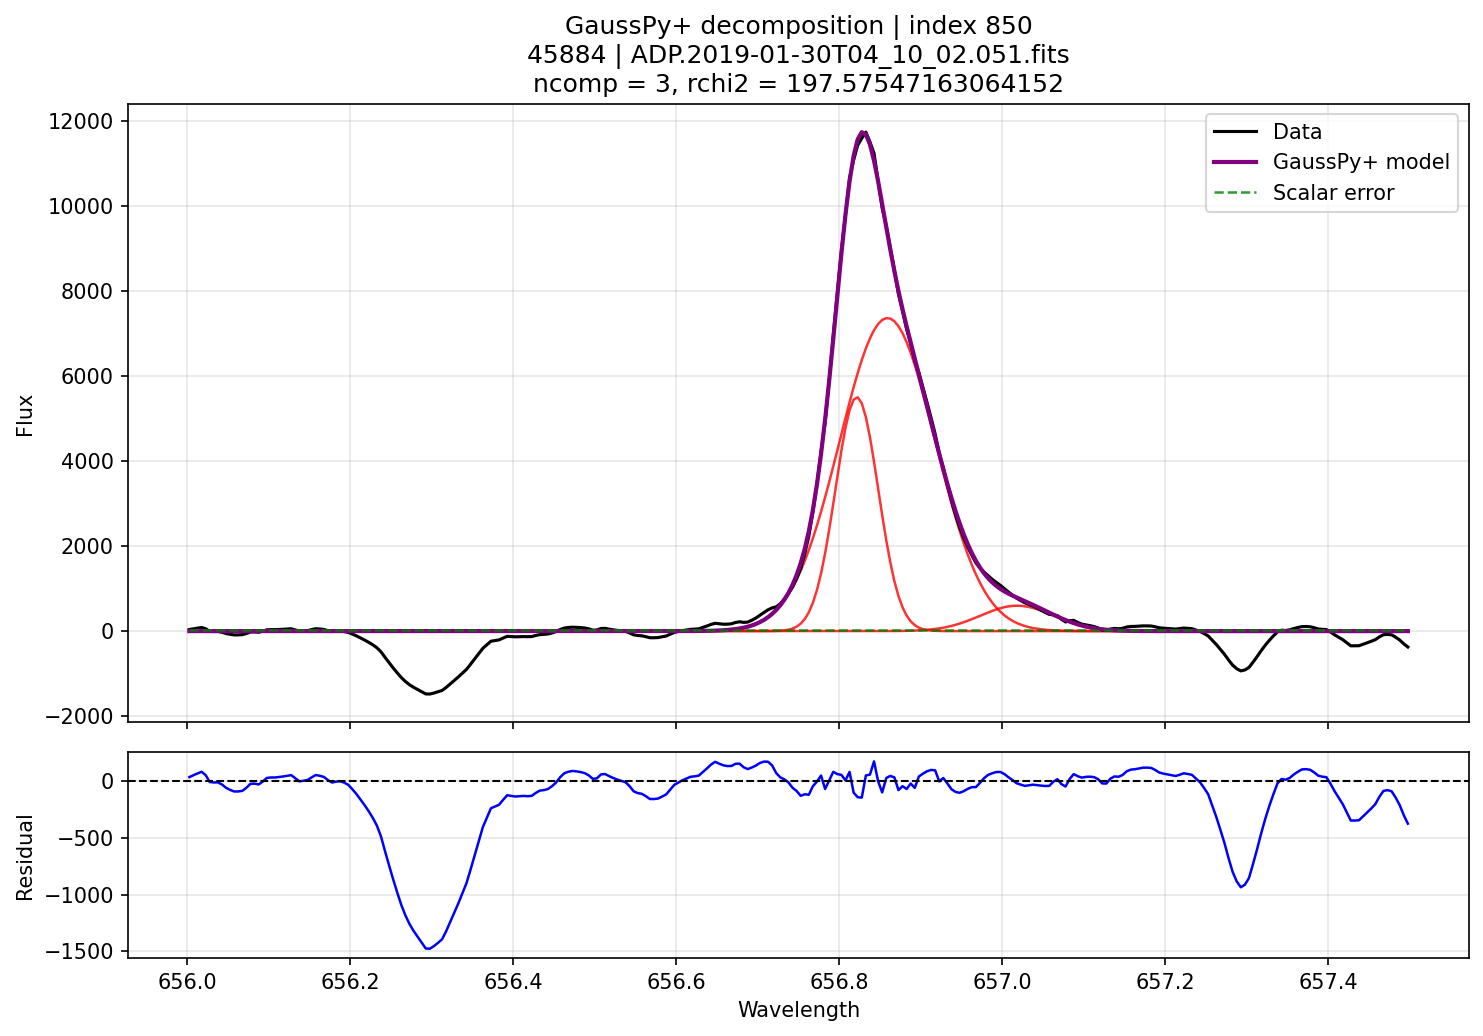 GaussPy+ decomposition | index 850
45884 | ADP.2019-01-30T04_10_02.051.fits
ncomp = 3, rchi2 = 197.57547163064152
12000
10000
8000
6000
4000
2000
0
−2000
Flux
Data
GaussPy+ model
Scalar error
0
−500
−1000
−1500
Residual
656.0
656.2
656.4
656.6
656.8
657.0
657.2
657.4
Wavelength